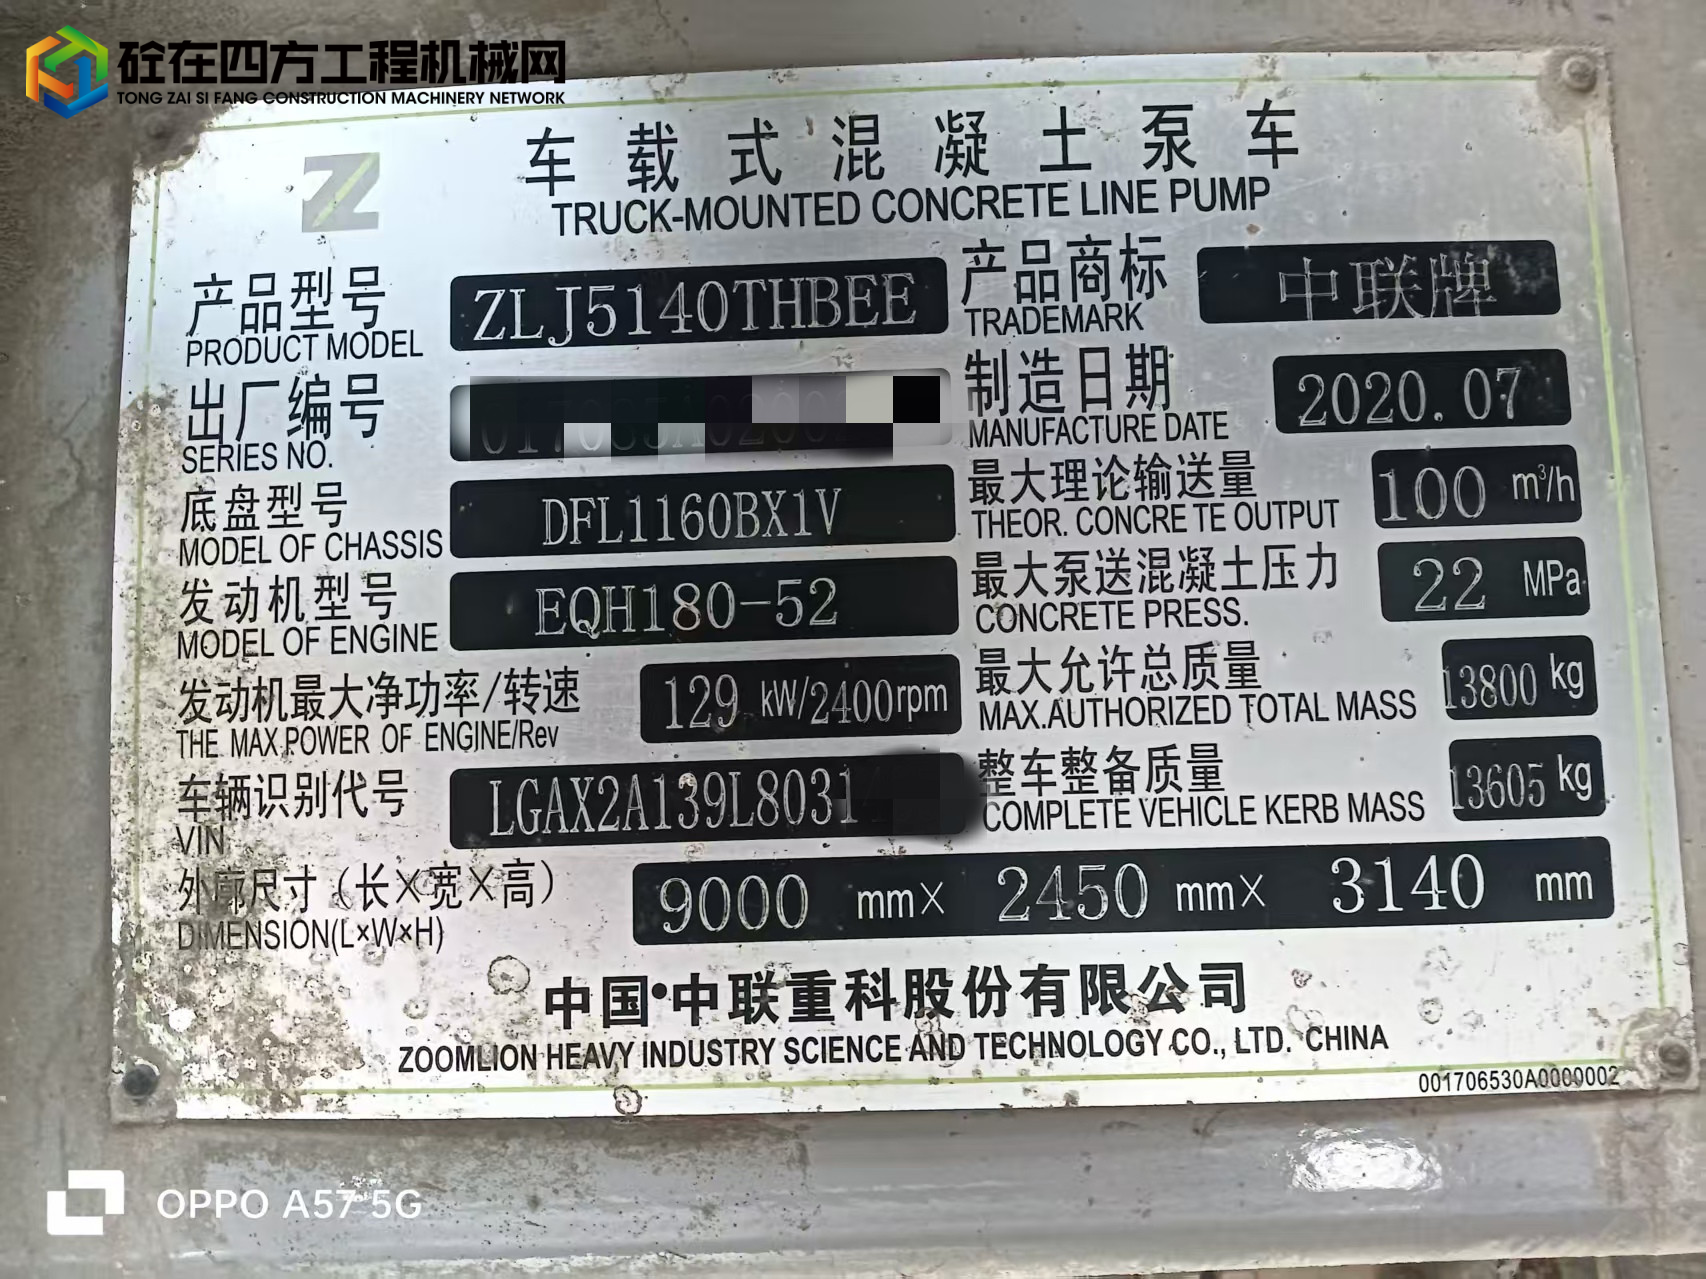 砼在四方工程机械网
TONG ZAI SI FANG CONSTRUCTION MACHINERY NETWORK
车载式混凝土泵车
TRUCK-MOUNTED CONCRETE LINE PUMP
产品型号 ZLJ5140THBEE 产品商标 中联牌
PRODUCT MODEL TRADEMARK
出厂编号 制造日期 2020.07
SERIES NO. MANUFACTURE DATE
底盘型号 DFL1160BX1V 最大理论输送量 100 m³/h
MODEL OF CHASSIS THEOR. CONCRE TE OUTPUT
发动机型号 EQH180-52 最大泵送混凝土压力 22 MPa
MODEL OF ENGINE CONCRETE PRESS.
发动机最大净功率/转速 129 kW/2400rpm 最大允许总质量 13800 kg
THE MAX.POWER OF ENGINE/Rev MAX.AUTHORIZED TOTAL MASS
车辆识别代号 LGAX2A139L8031 整车整备质量 13605 kg
VIN COMPLETE VEHICLE KERB MASS
外廓尺寸(长×宽×高) 9000 mm× 2450 mm× 3140 mm
DIMENSION(L×W×H)
中国•中联重科股份有限公司
ZOOMLION HEAVY INDUSTRY SCIENCE AND TECHNOLOGY CO., LTD. CHINA
001706530A0000002
OPPO A57 5G